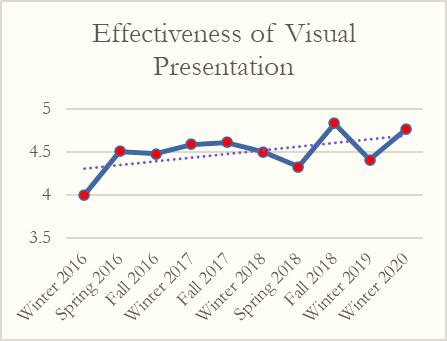 Effectiveness of Visual
Presentation
5
4.5
4
3.5
Winter 2016
Spring 2016
Fall 2016
Winter 2017
Fall 2017
Winter 2018
Spring 2018
Fall 2018
Winter 2019
Winter 2020